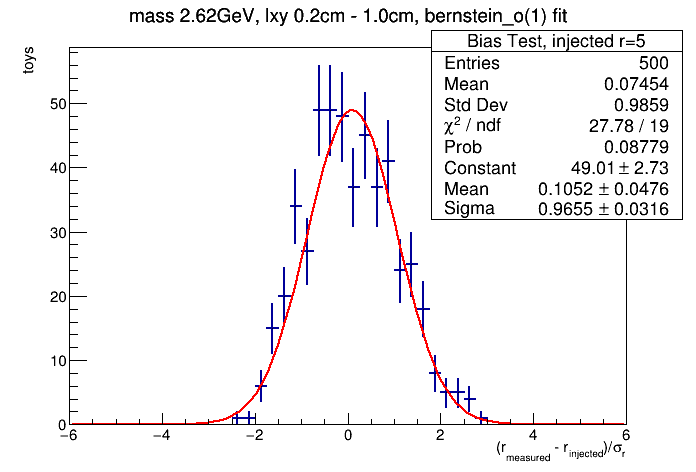 mass 2.62GeV, lxy 0.2cm - 1.0cm, bernstein_o(1) fit
toys
Bias Test, injected r=5
Entries 500
Mean 0.07454
Std Dev 0.9859
χ² / ndf 27.78 / 19
Prob 0.08779
Constant 49.01 ± 2.73
Mean 0.1052 ± 0.0476
Sigma 0.9655 ± 0.0316
50
40
30
20
10
0
−6 −4 −2 0 2 4 6
(r_measured - r_injected)/σ_r